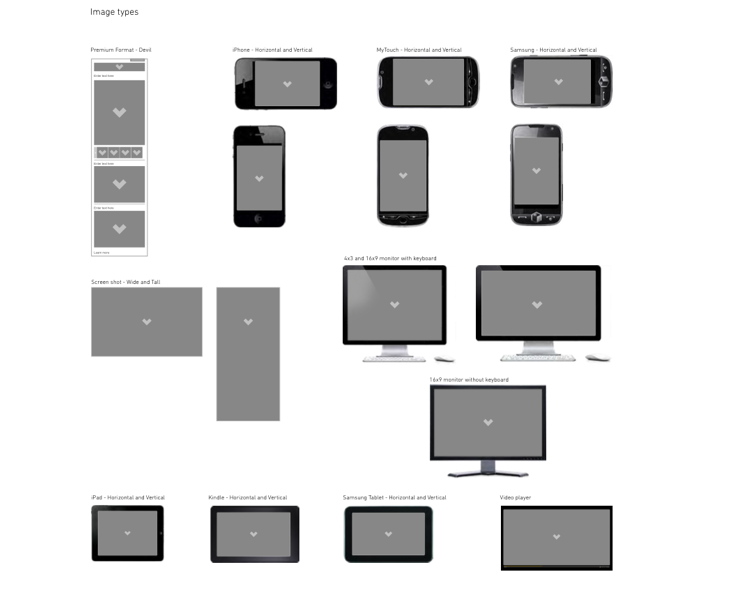 Image types
Premium Format - Devil
iPhone - Horizontal and Vertical
MyTouch - Horizontal and Vertical
Samsung - Horizontal and Vertical
4x3 and 16x9 monitor with keyboard
Screen shot - Wide and Tall
16x9 monitor without keyboard
iPad - Horizontal and Vertical
Kindle - Horizontal and Vertical
Samsung Tablet - Horizontal and Vertical
Video player